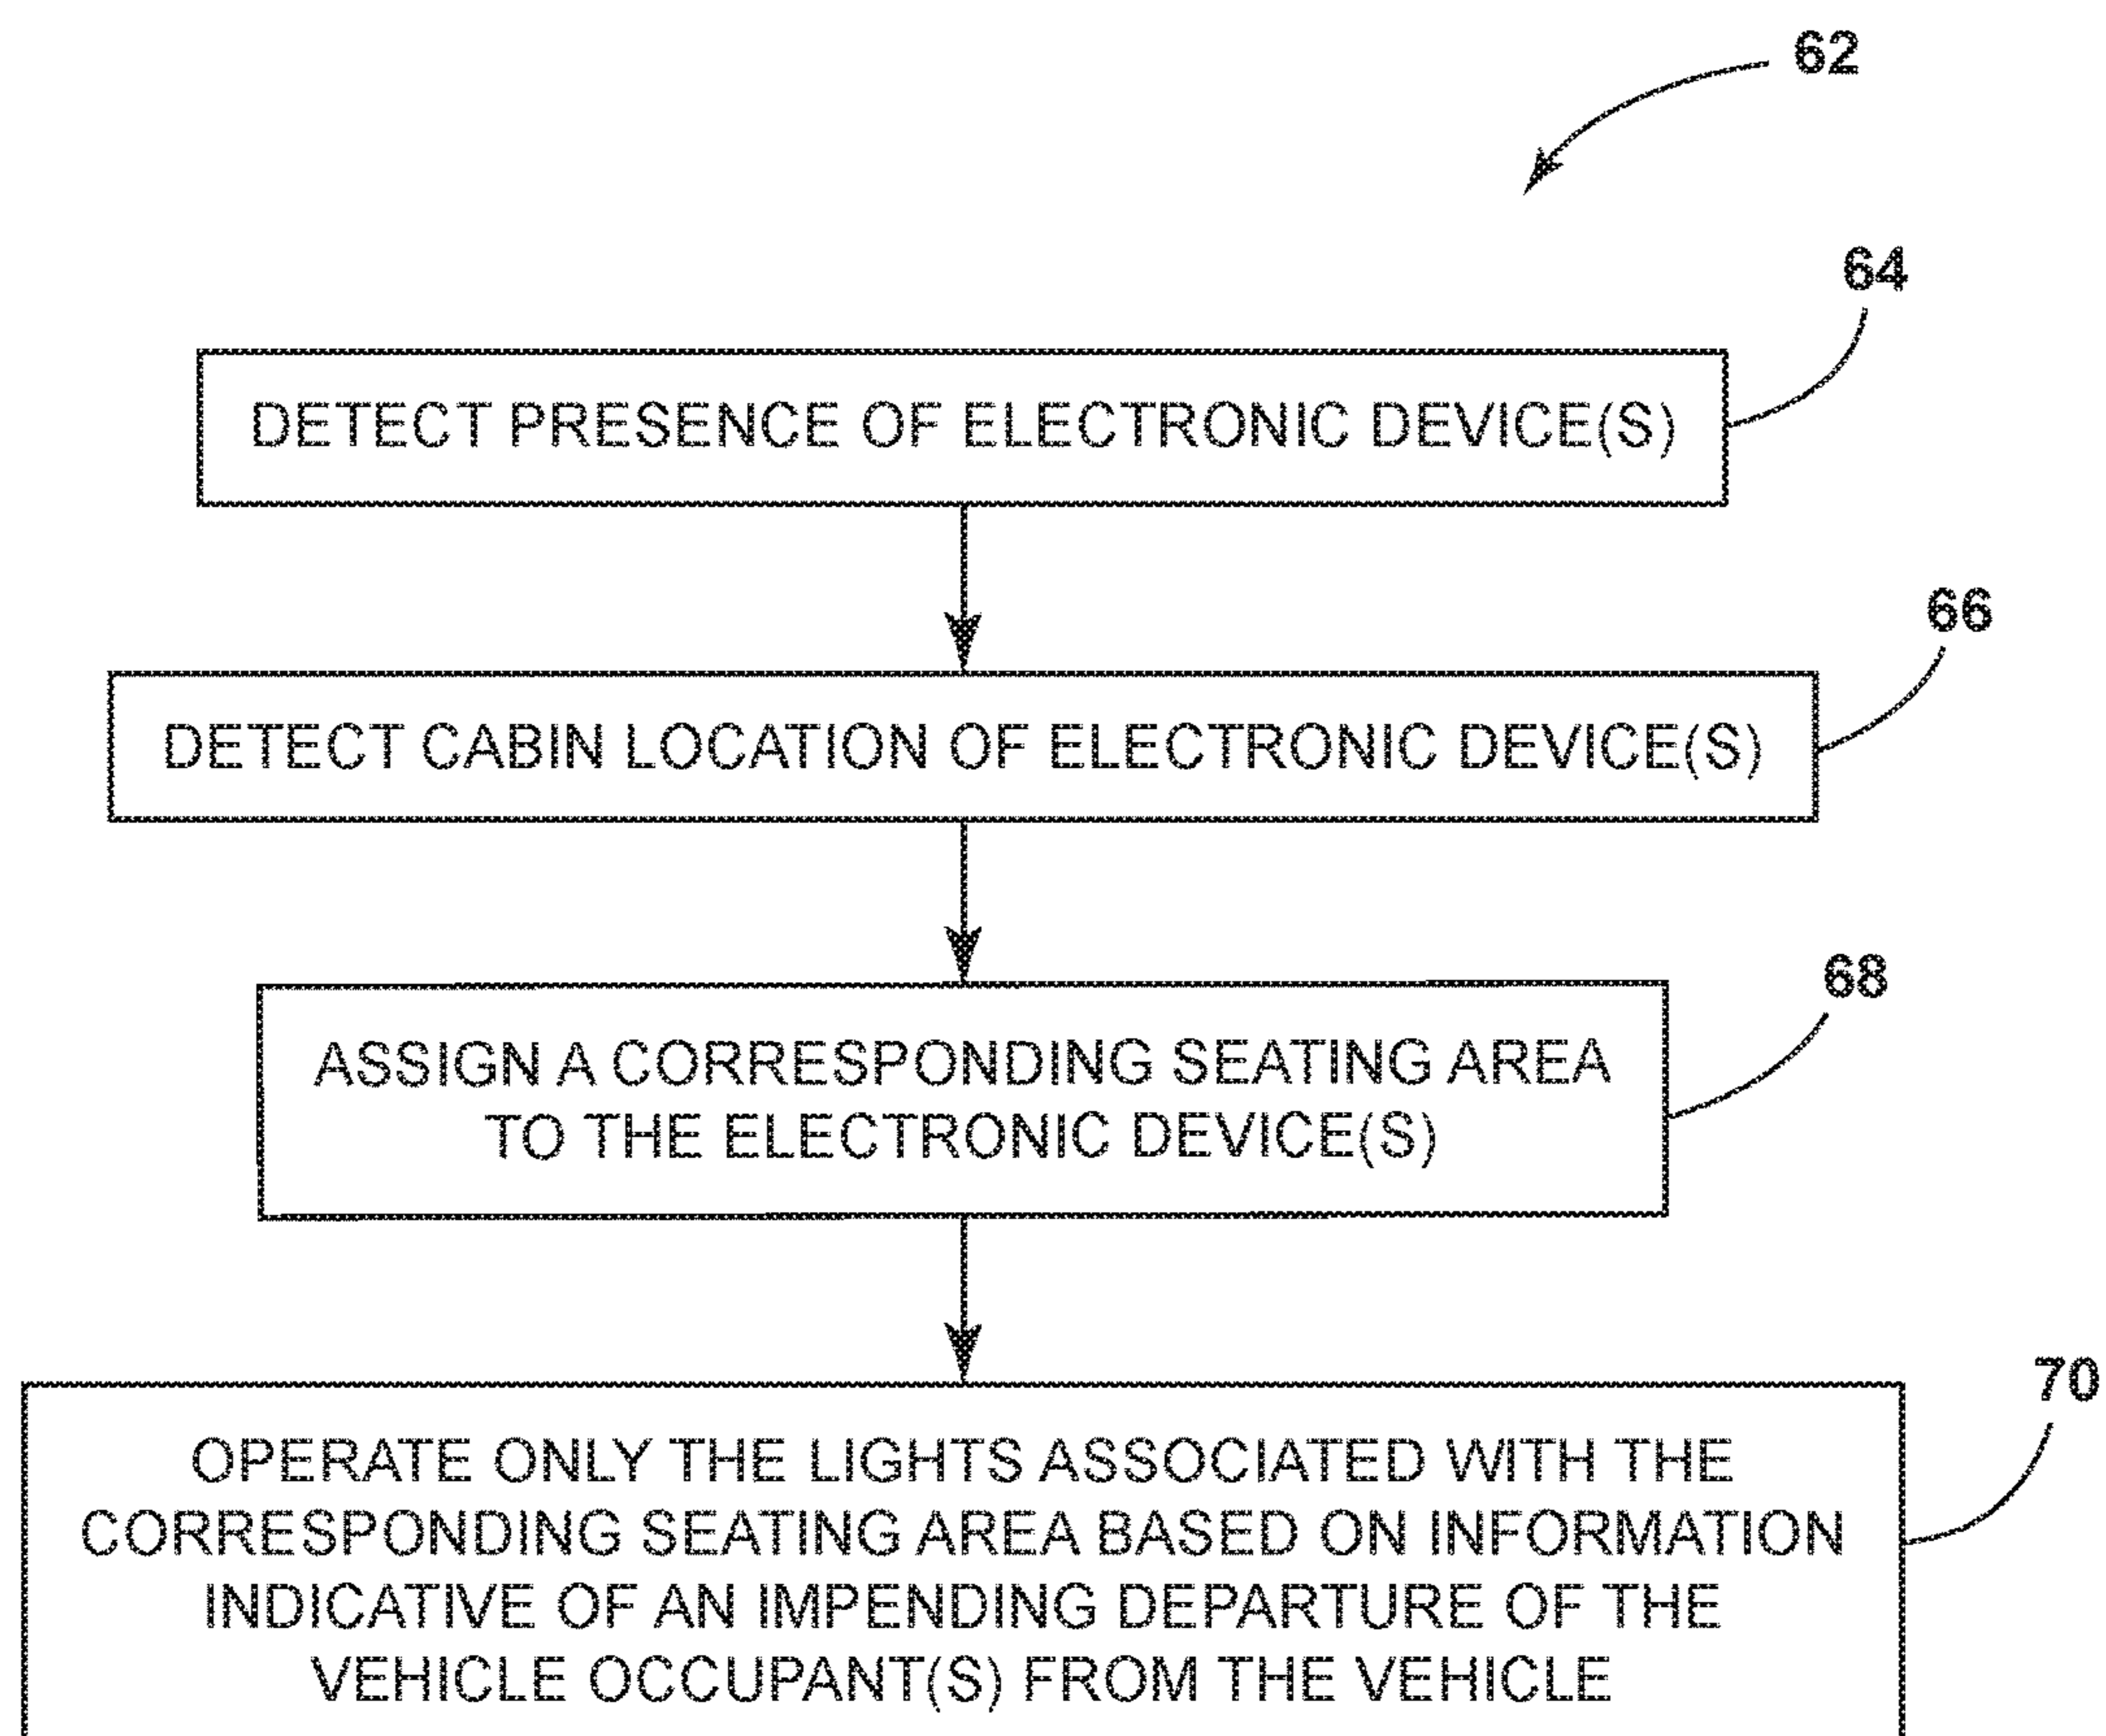 62
64
DETECT PRESENCE OF ELECTRONIC DEVICE(S)
66
DETECT CABIN LOCATION OF ELECTRONIC DEVICE(S)
68
ASSIGN A CORRESPONDING SEATING AREA
TO THE ELECTRONIC DEVICE(S)
70
OPERATE ONLY THE LIGHTS ASSOCIATED WITH THE
CORRESPONDING SEATING AREA BASED ON INFORMATION
INDICATIVE OF AN IMPENDING DEPARTURE OF THE
VEHICLE OCCUPANT(S) FROM THE VEHICLE